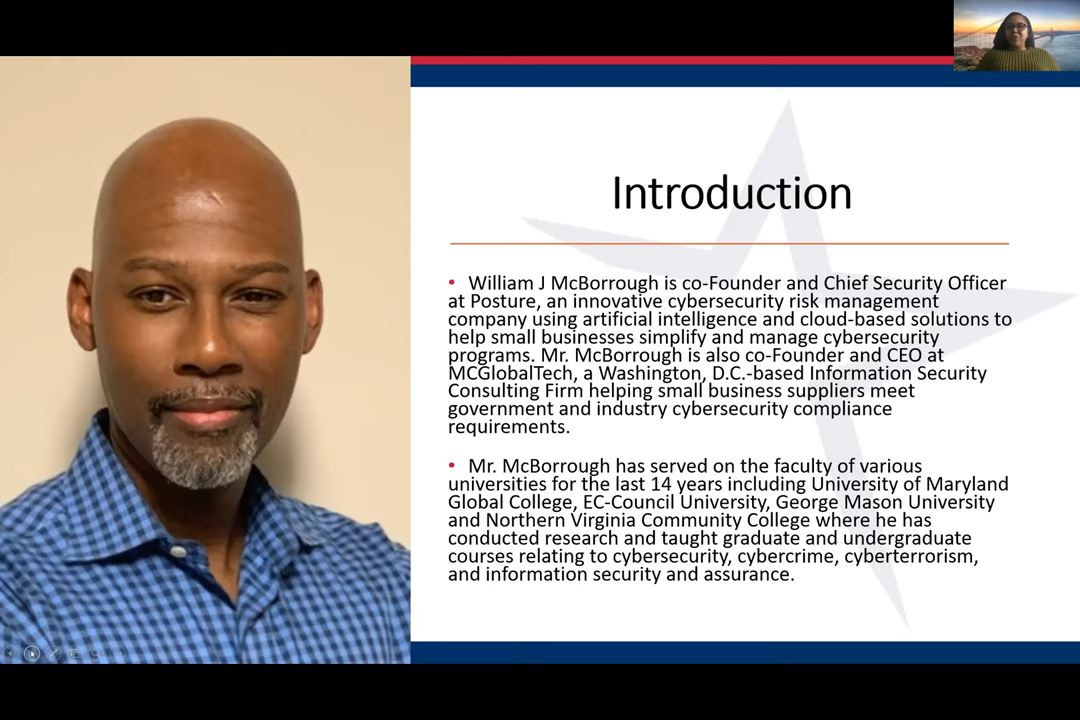 Introduction
• William J McBorrough is co-Founder and Chief Security Officer
at Posture, an innovative cybersecurity risk management
company using artificial intelligence and cloud-based solutions to
help small businesses simplify and manage cybersecurity
programs. Mr. McBorrough is also co-Founder and CEO at
MCGlobalTech, a Washington, D.C.-based Information Security
Consulting Firm helping small business suppliers meet
government and industry cybersecurity compliance
requirements.
• Mr. McBorrough has served on the faculty of various
universities for the last 14 years including University of Maryland
Global College, EC-Council University, George Mason University
and Northern Virginia Community College where he has
conducted research and taught graduate and undergraduate
courses relating to cybersecurity, cybercrime, cyberterrorism,
and information security and assurance.